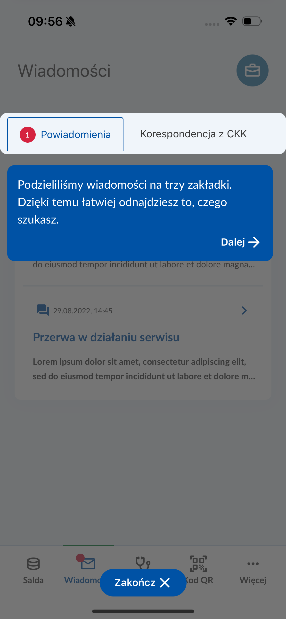 09:56
Wiadomości
1 Powiadomienia
Korespondencja z CKK
Podzieliliśmy wiadomości na trzy zakładki.
Dzięki temu łatwiej odnajdziesz to, czego
szukasz.
Dalej
do eiusmod tempor incididunt ut labore et dolore magna...
29.08.2022, 14:45
Przerwa w działaniu serwisu
Lorem ipsum dolor sit amet, consectetur adipiscing elit,
sed do eiusmod tempor incididunt ut labore et dolore m...
Salda
Kod QR
Więcej
Zakończ